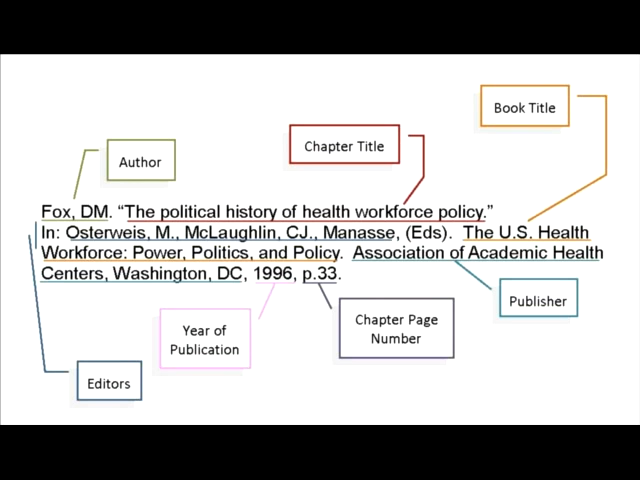 Book Title
Chapter Title
Author
Fox, DM. “The political history of health workforce policy.”
In: Osterweis, M., McLaughlin, CJ., Manasse, (Eds). The U.S. Health
Workforce: Power, Politics, and Policy. Association of Academic Health
Centers, Washington, DC, 1996, p.33.
Publisher
Year of
Publication
Chapter Page
Number
Editors